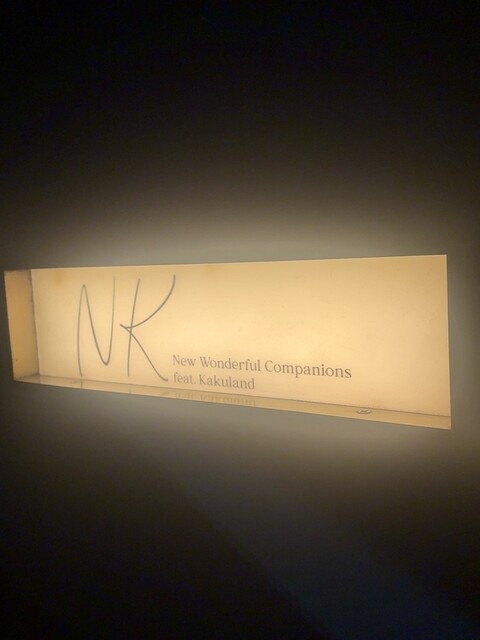 NK
New Wonderful Companions
feat. Kakuland